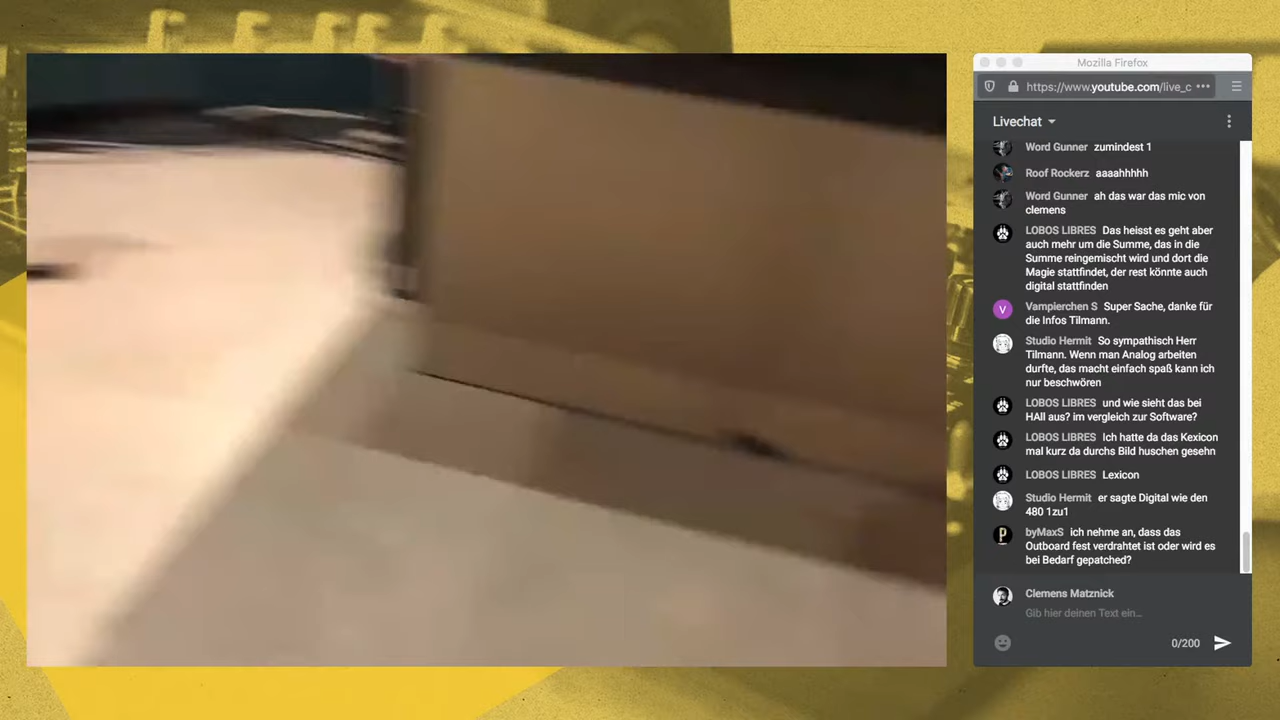 Mozilla Firefox
https://www.youtube.com/live_c
Livechat
Word Gunner zumindest 1
Roof Rockerz aaaahhhhh
Word Gunner ah das war das mic von
clemens
LOBOS LIBRES Das heisst es geht aber
auch mehr um die Summe, das in die
Summe reingemischt wird und dort die
Magie stattfindet, der rest könnte auch
digital stattfinden
V Vampierchen S Super Sache, danke für
die Infos Tilmann.
Studio Hermit So sympathisch Herr
Tilmann. Wenn man Analog arbeiten
durfte, das macht einfach spaß kann ich
nur beschwören
LOBOS LIBRES und wie sieht das bei
HAll aus? im vergleich zur Software?
LOBOS LIBRES Ich hatte da das Kexicon
mal kurz da durchs Bild huschen gesehn
LOBOS LIBRES Lexicon
Studio Hermit er sagte Digital wie den
480 1zu1
P byMaxS ich nehme an, dass das
Outboard fest verdrahtet ist oder wird es
bei Bedarf gepatched?
Clemens Matznick
Gib hier deinen Text ein...
0/200